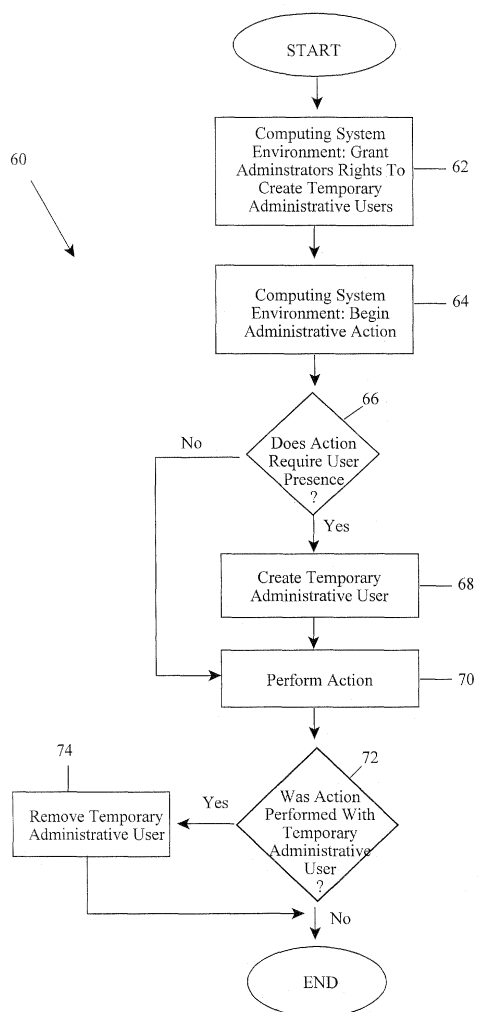 START
60
Computing System
Environment: Grant
Adminstrators Rights To
Create Temporary
Administrative Users
62
Computing System
Environment: Begin
Administrative Action
64
66
Does Action
Require User
Presence
?
No
Yes
Create Temporary
Administrative User
68
Perform Action
70
72
Was Action
Performed With
Temporary
Administrative
User
?
Yes
74
Remove Temporary
Administrative User
No
END